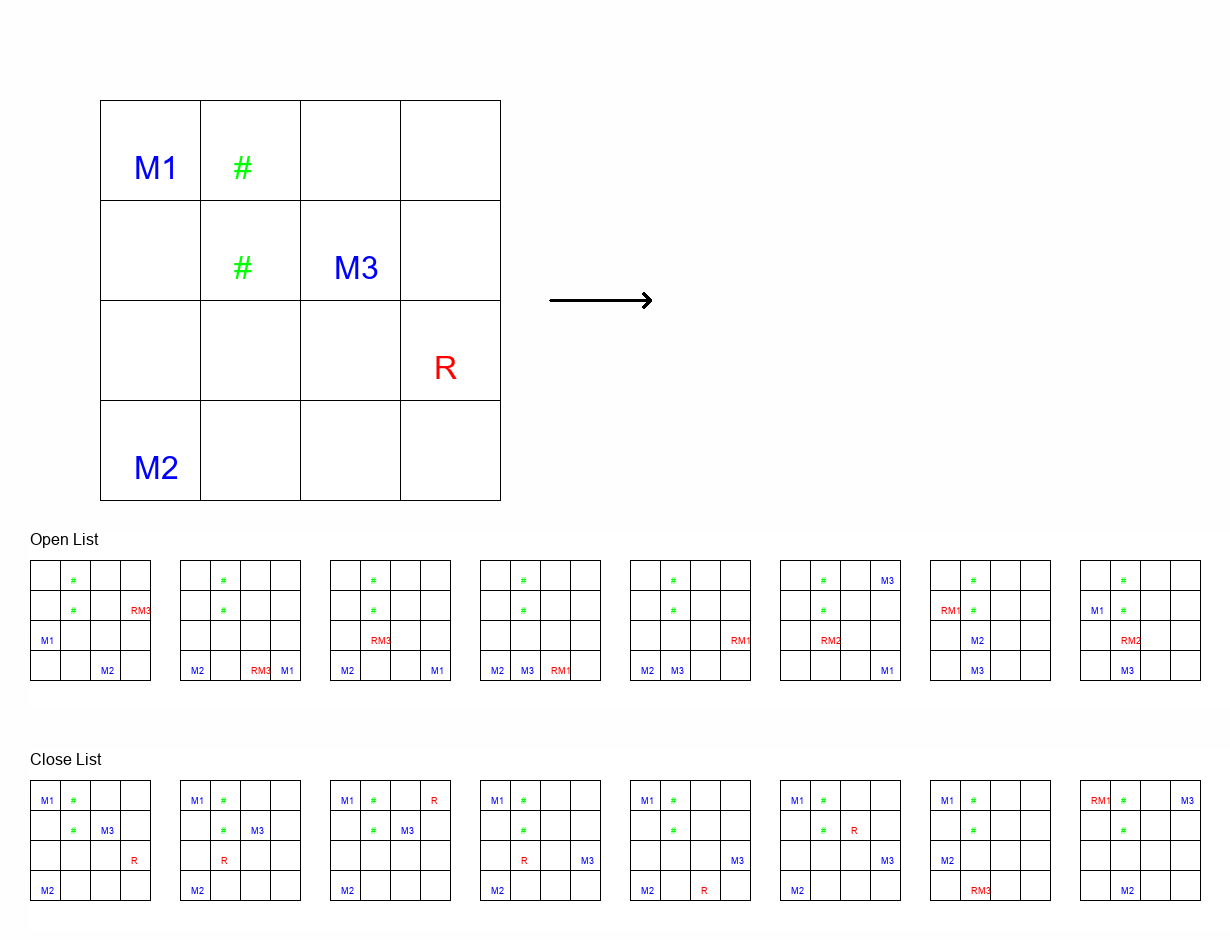 M1 #
# M3
R
M2
Open List
# # # # # # M3 # #
# RM3 # # # # # RM1 # M1 #
M1 RM3 RM1 RM2 M2 RM2
M2 M2 RM3 M1 M2 M1 M2 M3 RM1 M2 M3 M1 M3 M3
Close List
M1 # M1 # M1 # R M1 # M1 # M1 # M1 # RM1 # M3
# M3 # M3 # M3 # # # R # #
R R R M3 M3 M3 M2
M2 M2 M2 M2 M2 R M2 RM3 M2